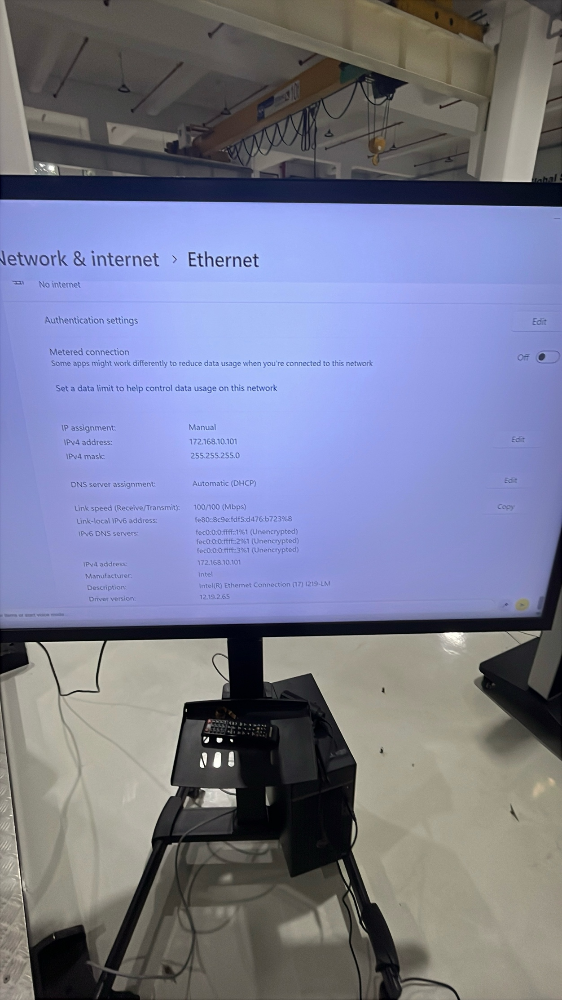 Network & internet › Ethernet
No internet
Authentication settings
Edit
Metered connection
Some apps might work differently to reduce data usage when you're connected to this network
Off
Set a data limit to help control data usage on this network
IP assignment: Manual
IPv4 address: 172.168.10.101
Edit
IPv4 mask: 255.255.255.0
DNS server assignment: Automatic (DHCP)
Edit
Link speed (Receive/Transmit): 100/100 (Mbps)
Copy
Link-local IPv6 address: fe80::8c9e:fdf5:d476:b723%8
IPv6 DNS servers: fec0:0:0:ffff::1%1 (Unencrypted)
fec0:0:0:ffff::2%1 (Unencrypted)
fec0:0:0:ffff::3%1 (Unencrypted)
IPv4 address: 172.168.10.101
Manufacturer: Intel
Description: Intel(R) Ethernet Connection (17) I219-LM
Driver version: 12.19.2.65
items or start voice mode